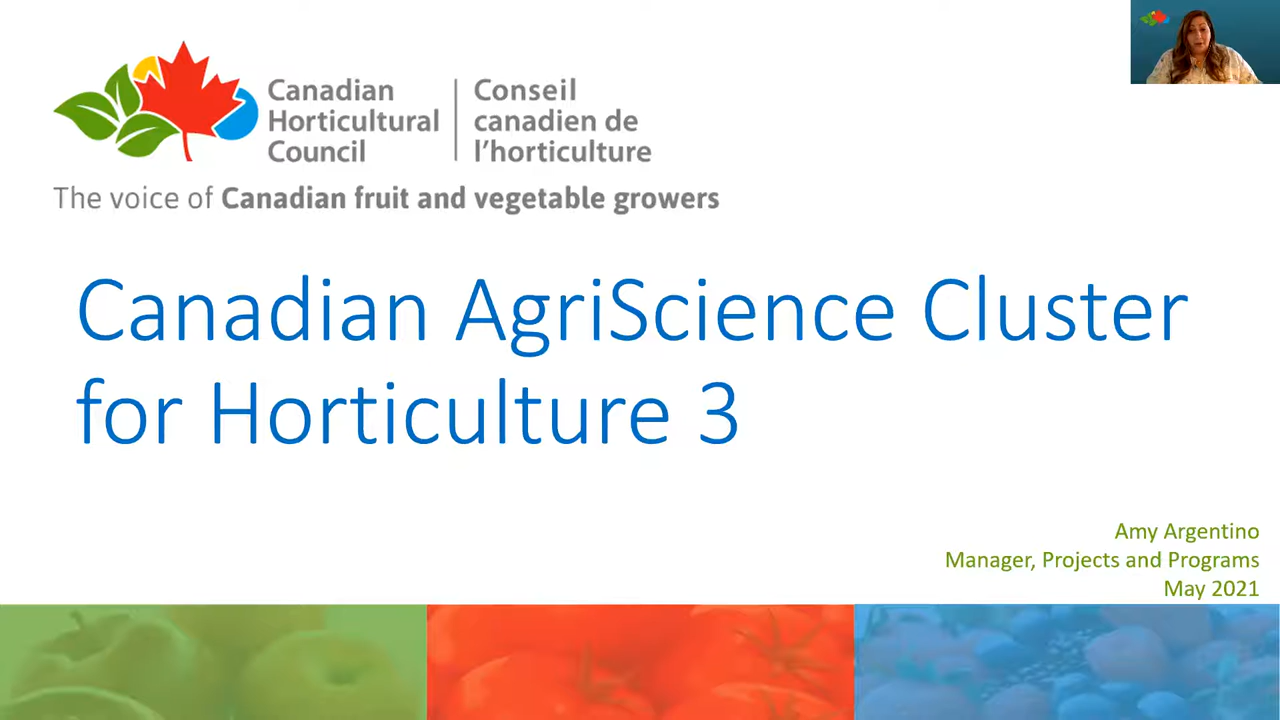 Canadian
Horticultural
Council
Conseil
canadien de
l'horticulture
The voice of Canadian fruit and vegetable growers
Canadian AgriScience Cluster
for Horticulture 3
Amy Argentino
Manager, Projects and Programs
May 2021